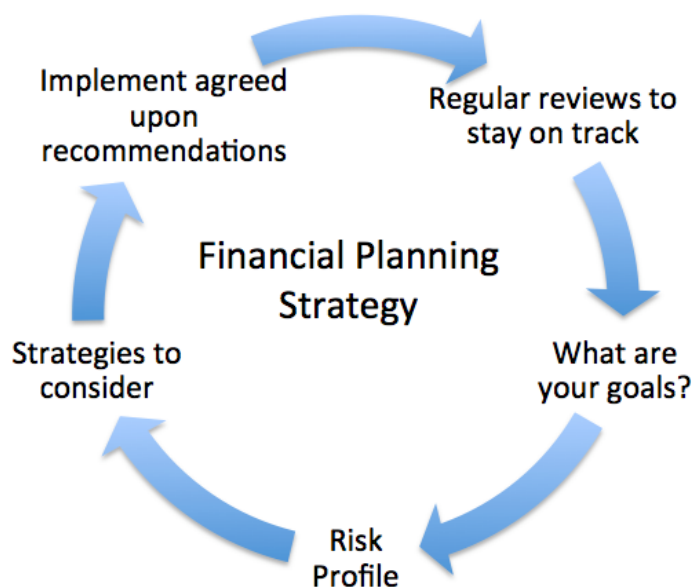 Implement agreed
upon
recommendations
Regular reviews to
stay on track
Financial Planning
Strategy
Strategies to
consider
What are
your goals?
Risk
Profile